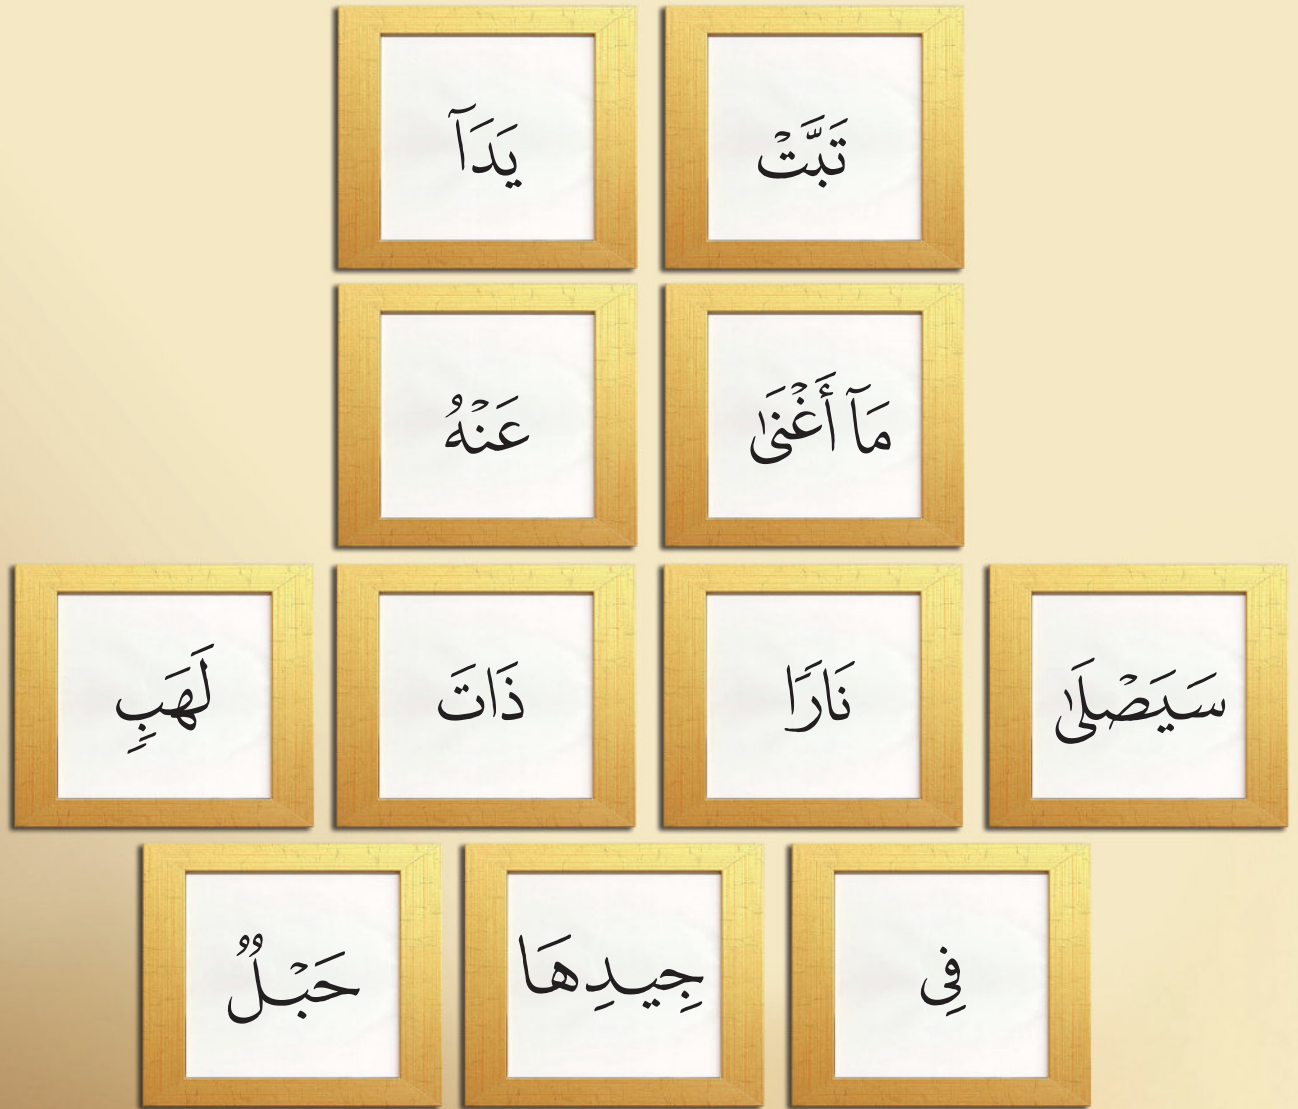 تَبَّتۡ يَدَآ
مَآ أَغۡنَىٰ عَنۡهُ
سَيَصۡلَىٰ نَارًا ذَاتَ لَهَبٍ
فِى جِيدِهَا حَبۡلٌ